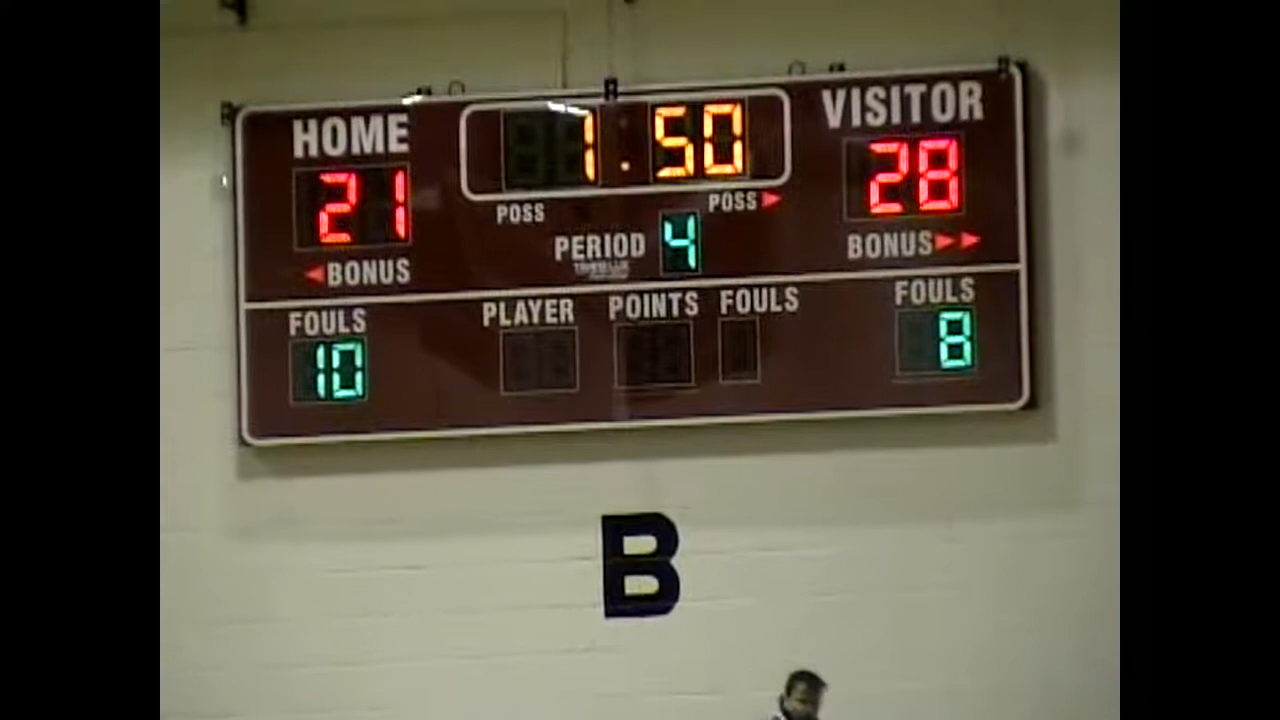 HOME 1.50 VISITOR
21 28
POSS POSS
PERIOD 4
BONUS BONUS
FOULS PLAYER POINTS FOULS FOULS
10 8
B